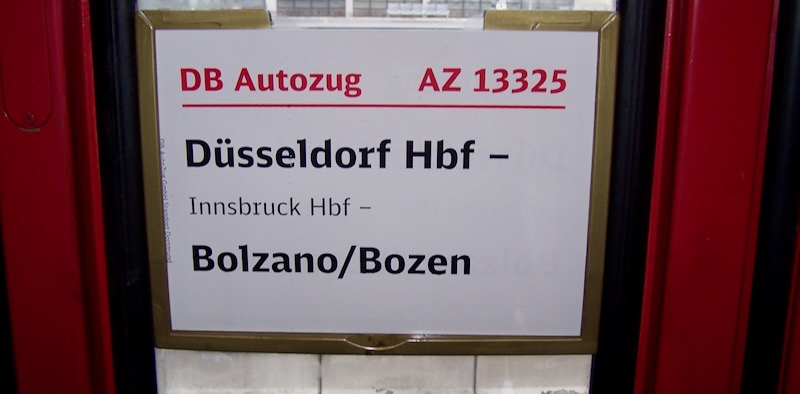 DB Autozug AZ 13325
Düsseldorf Hbf –
Innsbruck Hbf –
Bolzano/Bozen